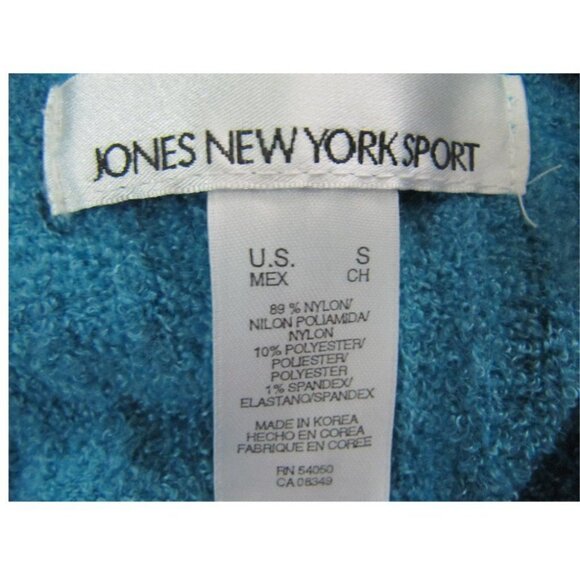 JONES NEW YORK SPORT
U.S. S
MEX CH
89 % NYLON/
NILON POLIAMIDA/
NYLON
10% POLYESTER/
POLIESTER/
POLYESTER
1% SPANDEX/
ELASTANO/SPANDEX
MADE IN KOREA
HECHO EN COREA
FABRIQUE EN COREE
RN 54050
CA 08349